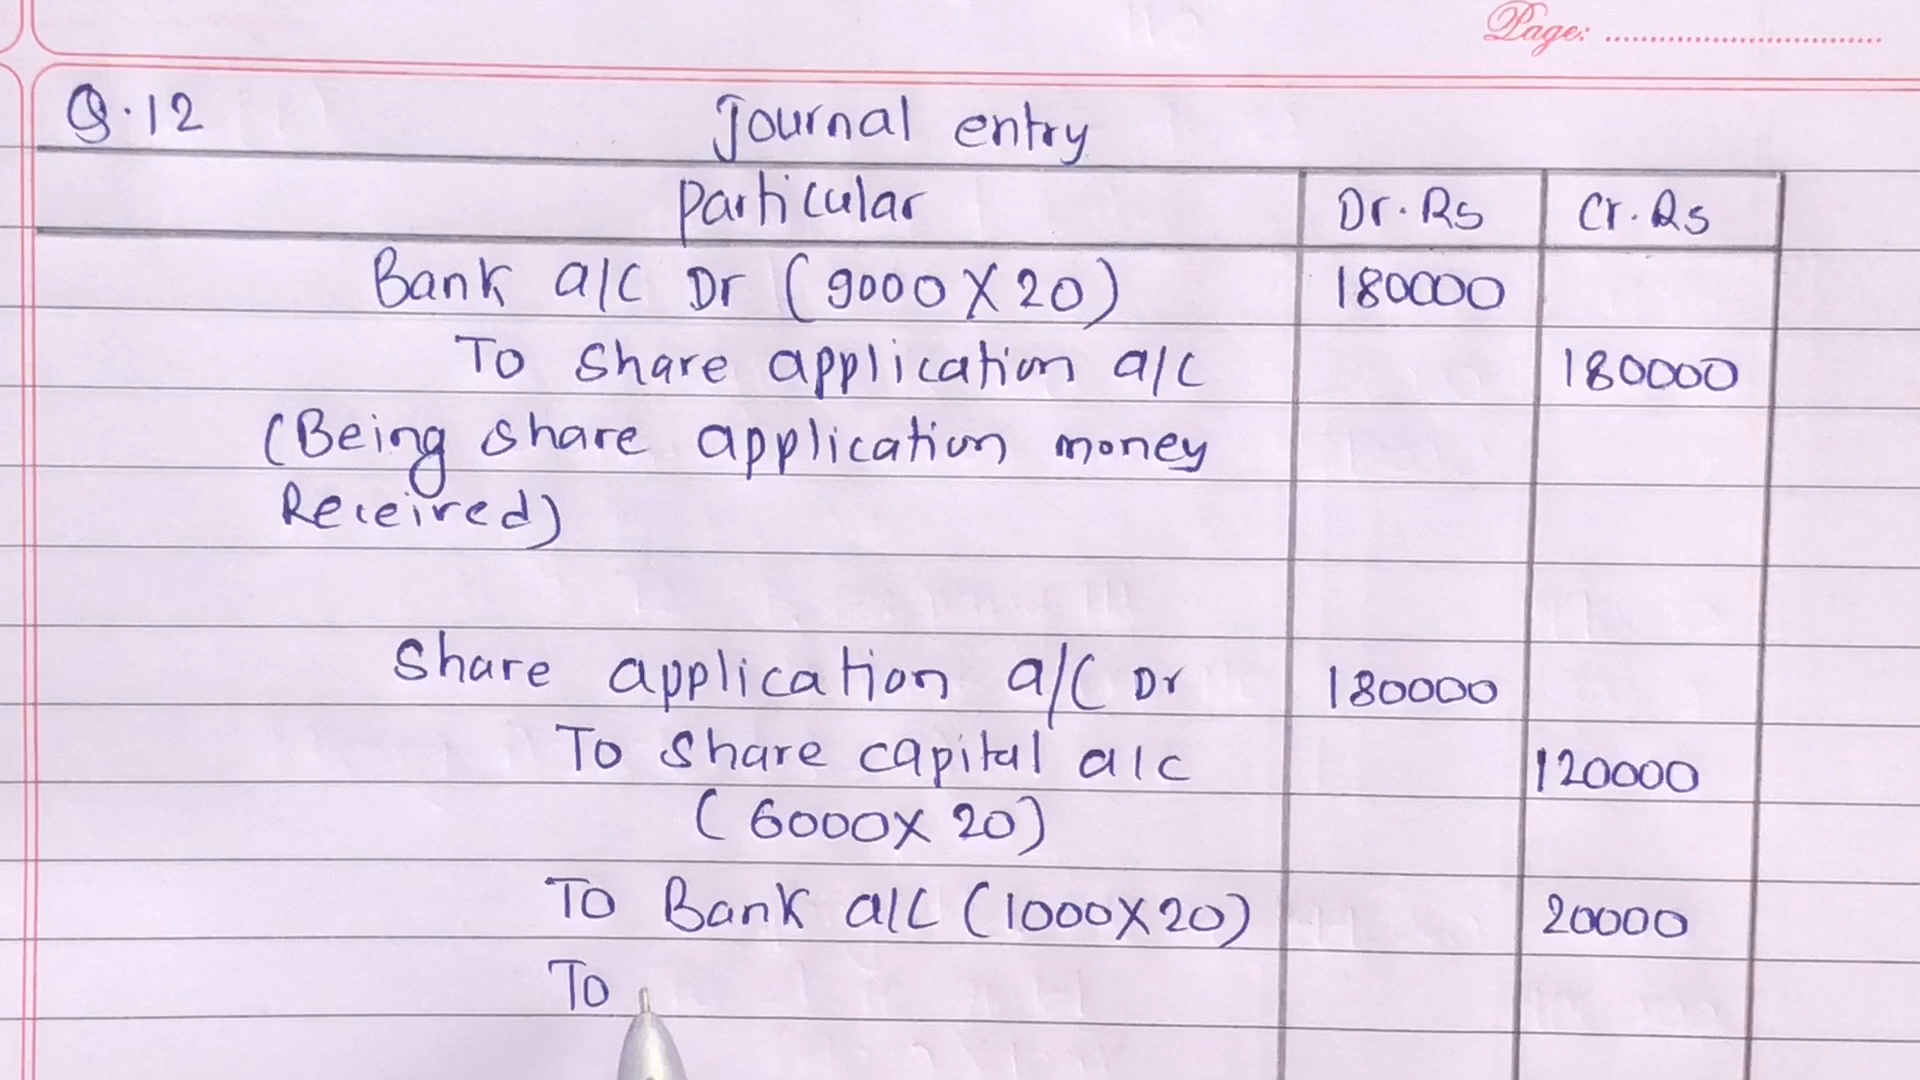 Page: ..............................
Q.12 Journal entry
Particular Dr. Rs Cr. Rs
Bank a/c Dr (9000 X 20) 180000
To share application a/c 180000
(Being share application money
Received)
Share application a/c Dr 180000
To share capital a/c 120000
(6000 X 20)
To Bank a/c (1000 X 20) 20000
To